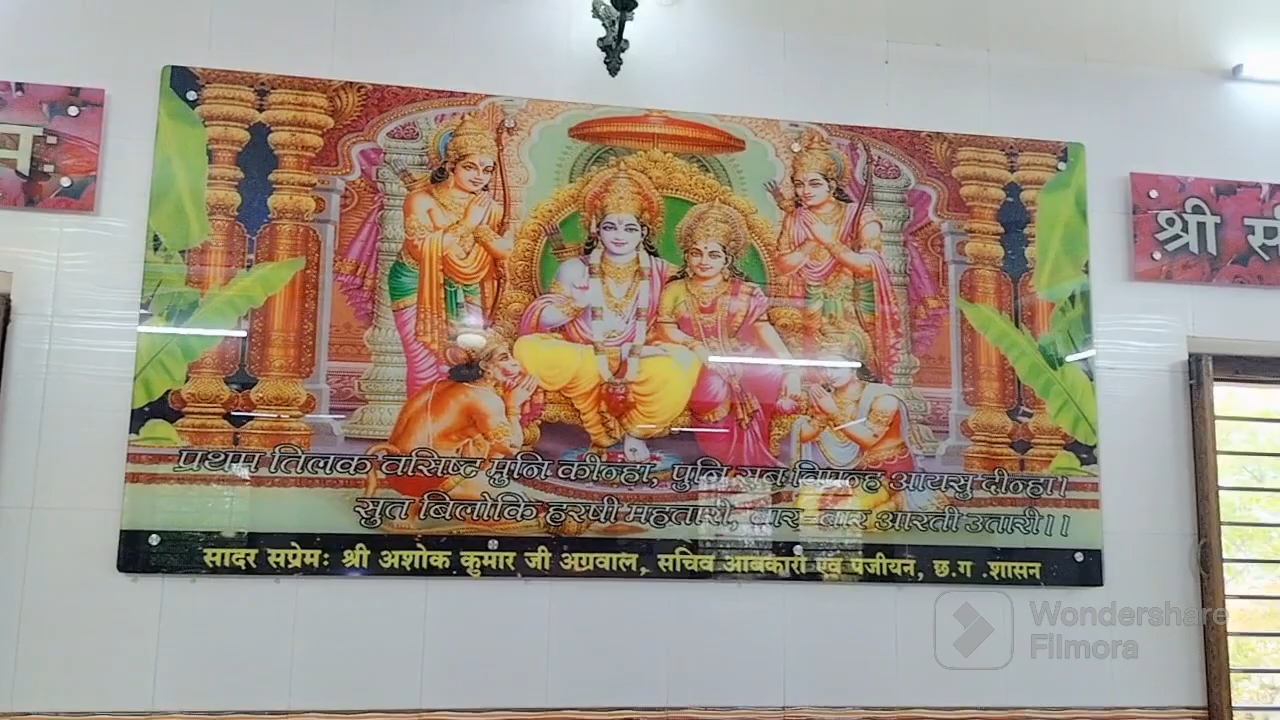 प्रथम तिलक वसिष्ट मुनि कीन्हा, पुनि सब विप्रन्ह आयसु दीन्हा।
सुत बिलोकि हरषी महतारी, बार-बार आरती उतारी।।
सादर सप्रेमः श्री अशोक कुमार जी अग्रवाल, सचिव आबकारी एवं पंजीयन, छ.ग .शासन
श्री
Wondershare
Filmora